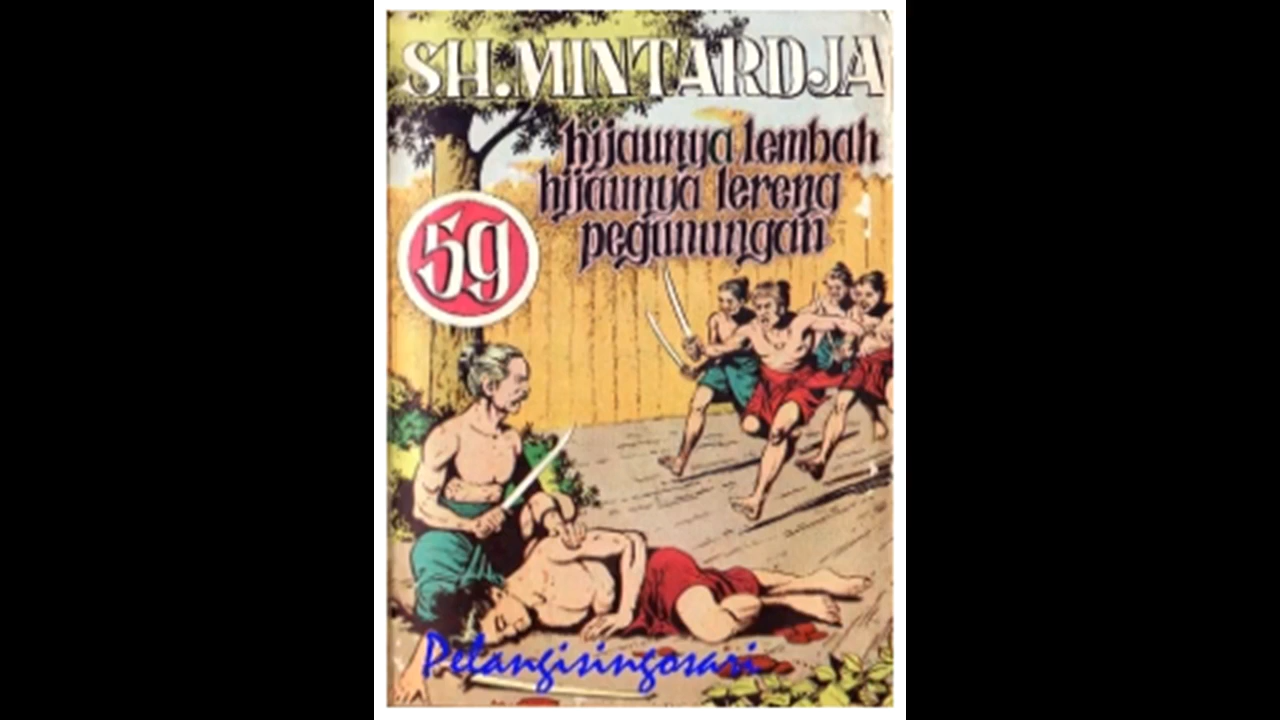 SH.MINTARDJA
hijaunya lembah
hijaunya lereng
pegunungan
59
Pelangisingosari